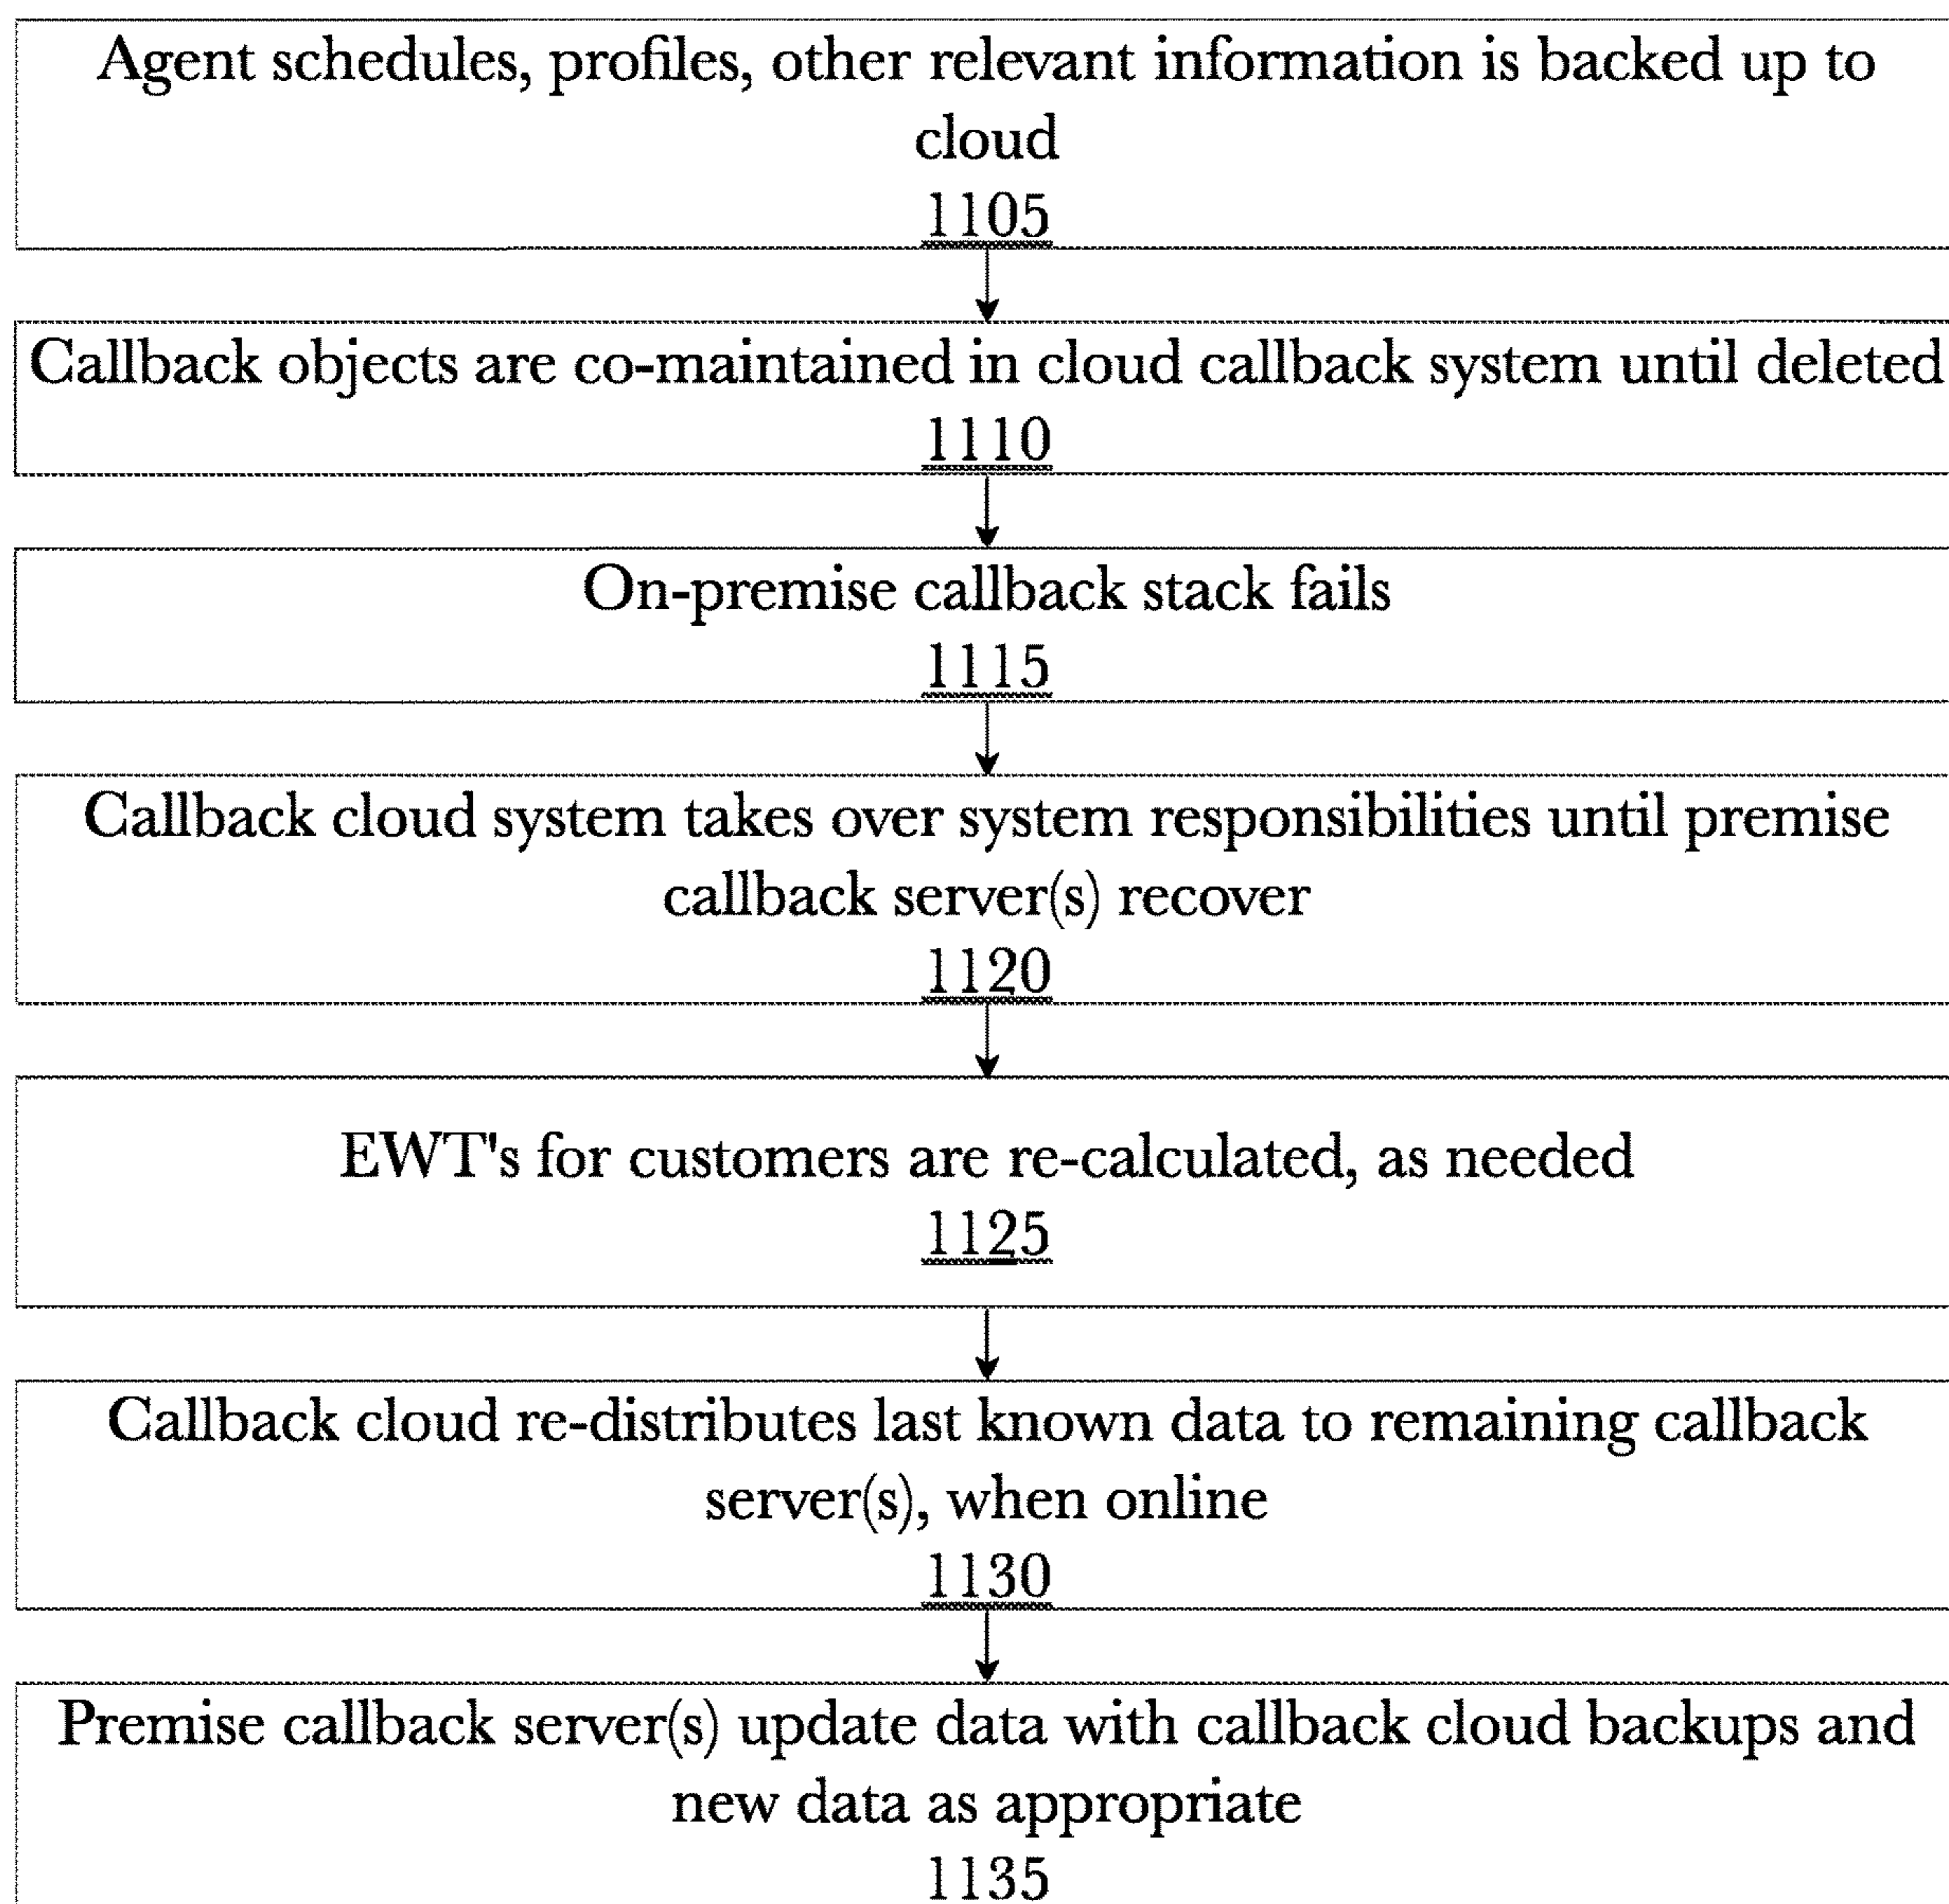 Agent schedules, profiles, other relevant information is backed up to
cloud
1105
Callback objects are co-maintained in cloud callback system until deleted
1110
On-premise callback stack fails
1115
Callback cloud system takes over system responsibilities until premise
callback server(s) recover
1120
EWT's for customers are re-calculated, as needed
1125
Callback cloud re-distributes last known data to remaining callback
server(s), when online
1130
Premise callback server(s) update data with callback cloud backups and
new data as appropriate
1135